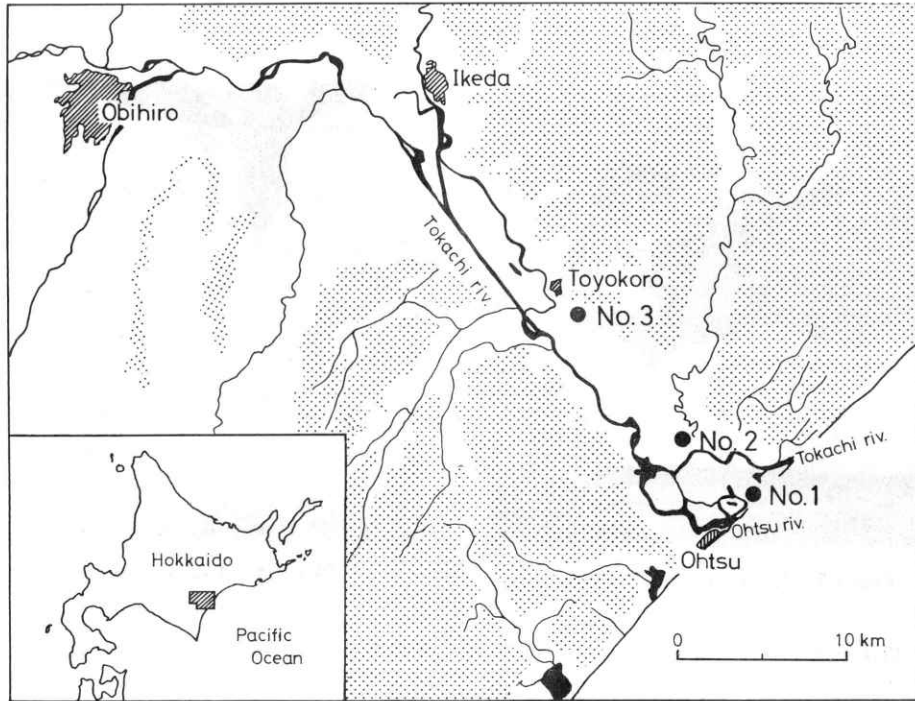 Obihiro
Ikeda
Tokachi riv.
Toyokoro
No. 3
No. 2
Tokachi riv.
No. 1
Ohtsu riv.
Ohtsu
Hokkaido
Pacific
Ocean
0 10 km